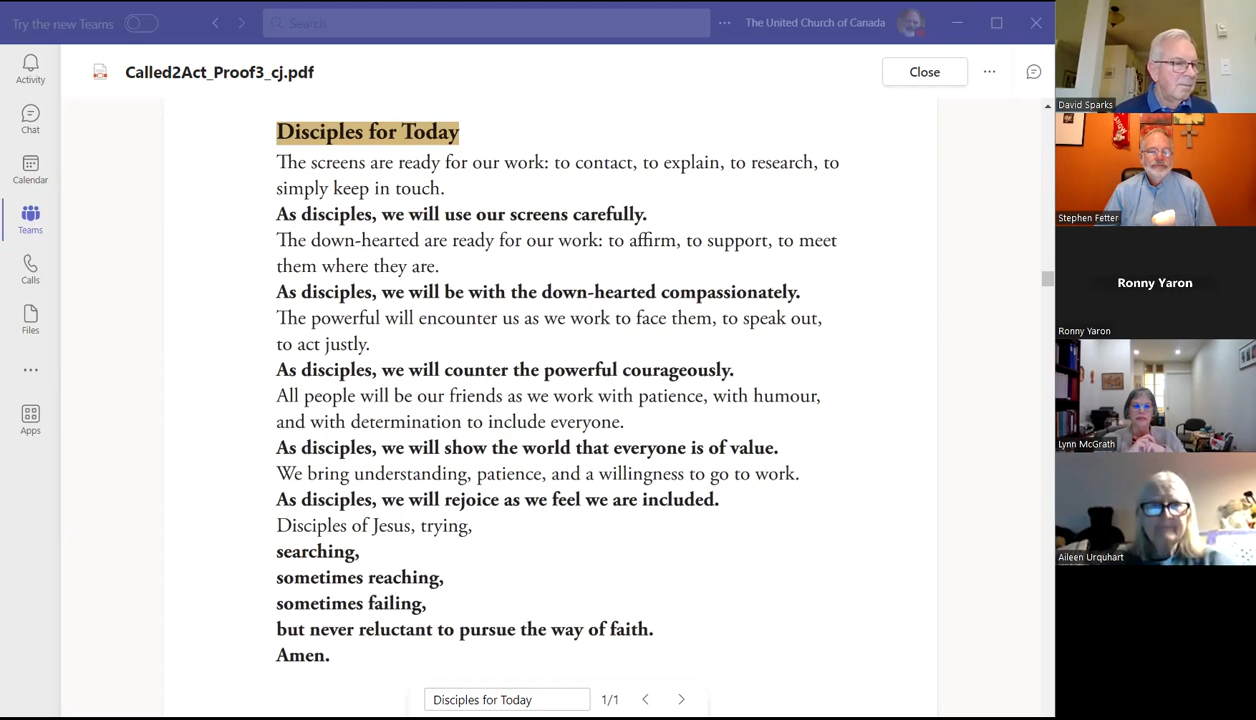 Try the new Teams
Search
The United Church of Canada
Activity
Chat
Calendar
Teams
Calls
Files
Apps
Called2Act_Proof3_cj.pdf
Close
Disciples for Today
The screens are ready for our work: to contact, to explain, to research, to
simply keep in touch.
As disciples, we will use our screens carefully.
The down-hearted are ready for our work: to affirm, to support, to meet
them where they are.
As disciples, we will be with the down-hearted compassionately.
The powerful will encounter us as we work to face them, to speak out,
to act justly.
As disciples, we will counter the powerful courageously.
All people will be our friends as we work with patience, with humour,
and with determination to include everyone.
As disciples, we will show the world that everyone is of value.
We bring understanding, patience, and a willingness to go to work.
As disciples, we will rejoice as we feel we are included.
Disciples of Jesus, trying,
searching,
sometimes reaching,
sometimes failing,
but never reluctant to pursue the way of faith.
Amen.
Disciples for Today
1/1
David Sparks
Stephen Fetter
Ronny Yaron
Ronny Yaron
Lynn McGrath
Aileen Urquhart